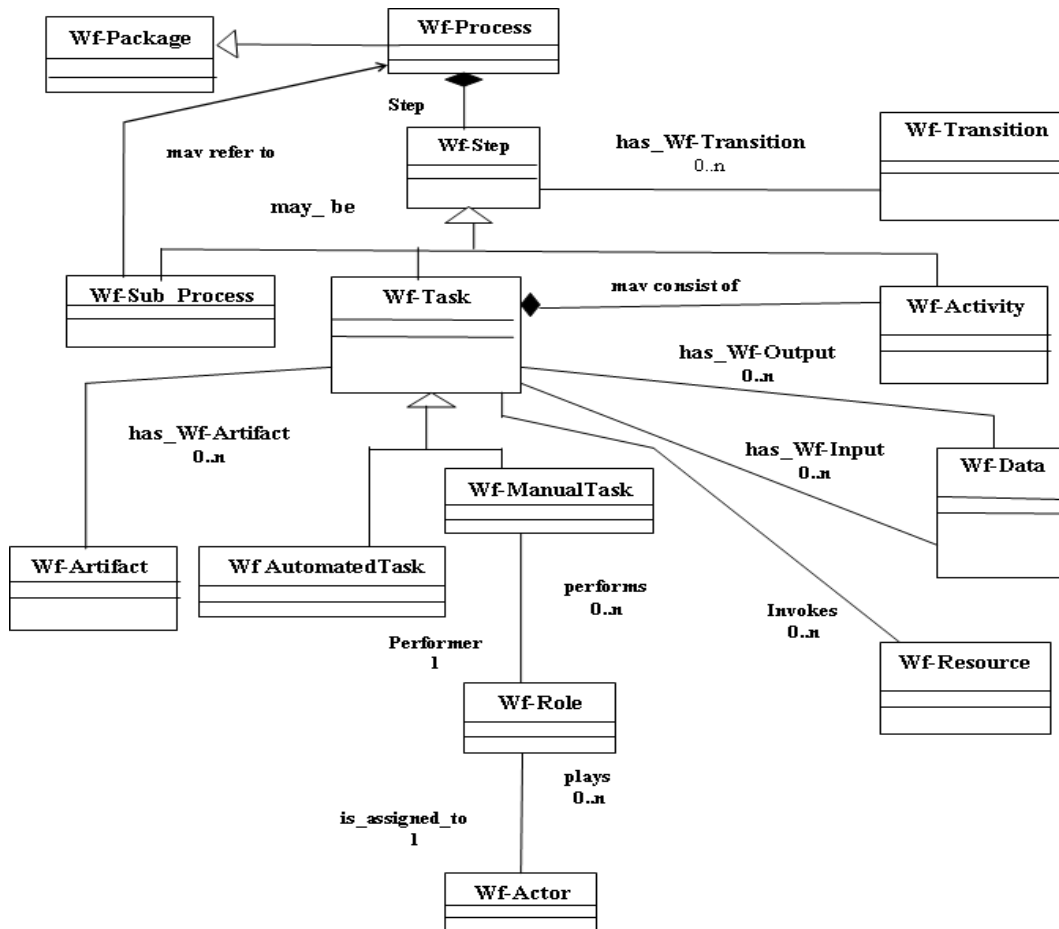 Wf-Package
Wf-Process
Step
Wf-Step
has_Wf-Transition
0..n
Wf-Transition
mav refer to
may_ be
Wf-Sub_Process
Wf-Task
mav consist of
Wf-Activity
has_Wf-Output
0..n
has_Wf-Artifact
0..n
has_Wf-Input
0..n
Wf-Data
Wf-ManualTask
Wf-Artifact
Wf AutomatedTask
performs
0..n
Invokes
0..n
Performer
1
Wf-Resource
Wf-Role
plays
0..n
is_assigned_to
1
Wf-Actor